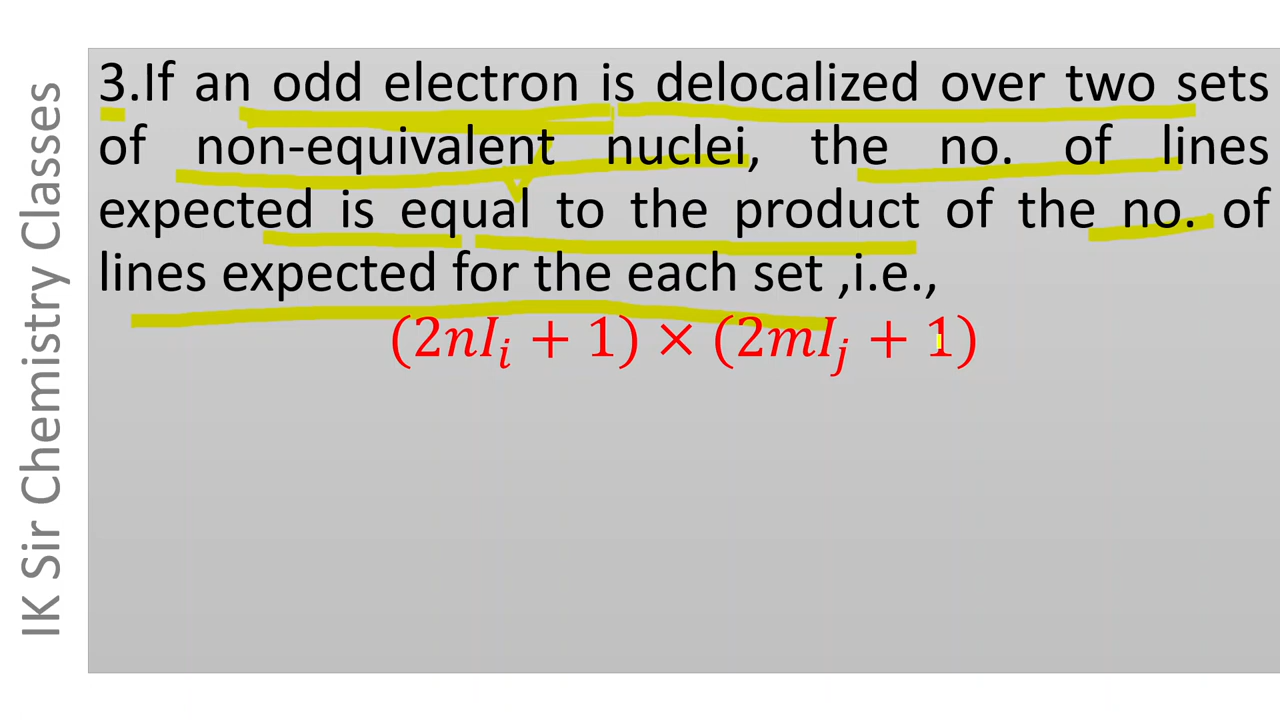 IK Sir Chemistry Classes
3.If an odd electron is delocalized over two sets
of non-equivalent nuclei, the no. of lines
expected is equal to the product of the no. of
lines expected for the each set ,i.e.,
(2nI_i + 1) × (2mI_j + 1)